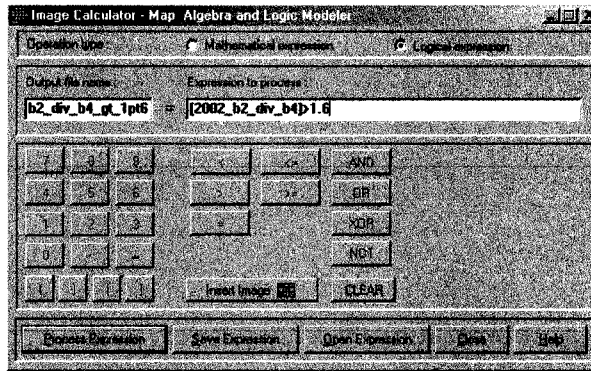 Image Calculator - Map Algebra and Logic Modeler
Operation type Mathematical expression Logical expression
Output file name : Expression to process :
b2_div_b4_gt_1pt6 = [2002_b2_div_b4]>1.6
7 8 9 < <= AND
4 5 6 > >= OR
1 2 3 = XOR
0 . NOT
Insert Image CLEAR
Process Expression Save Expression Open Expression Close Help